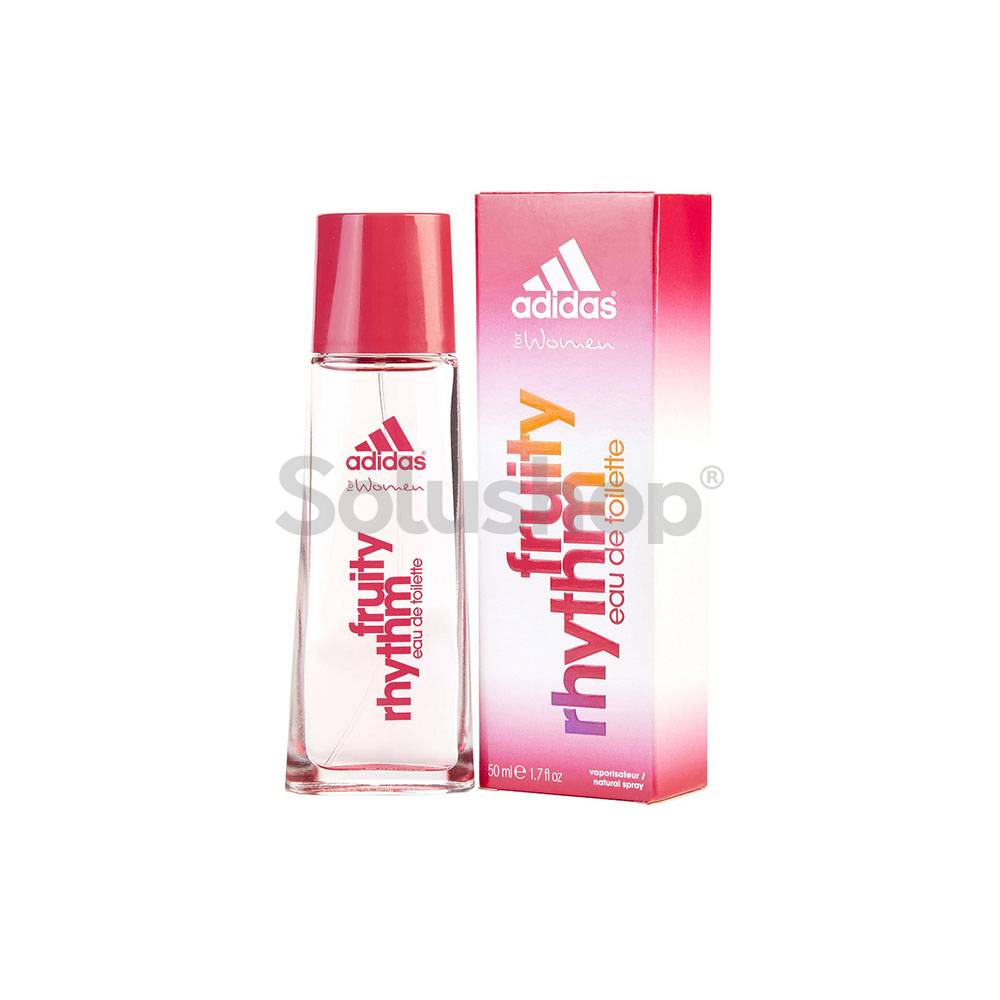 adidas®
for Women
fruity
rhythm
eau de toilette
adidas®
for Women
fruity
rhythm
eau de toilette
50 ml e 1.7 fl oz
vaporisateur /
natural spray
Solushop®